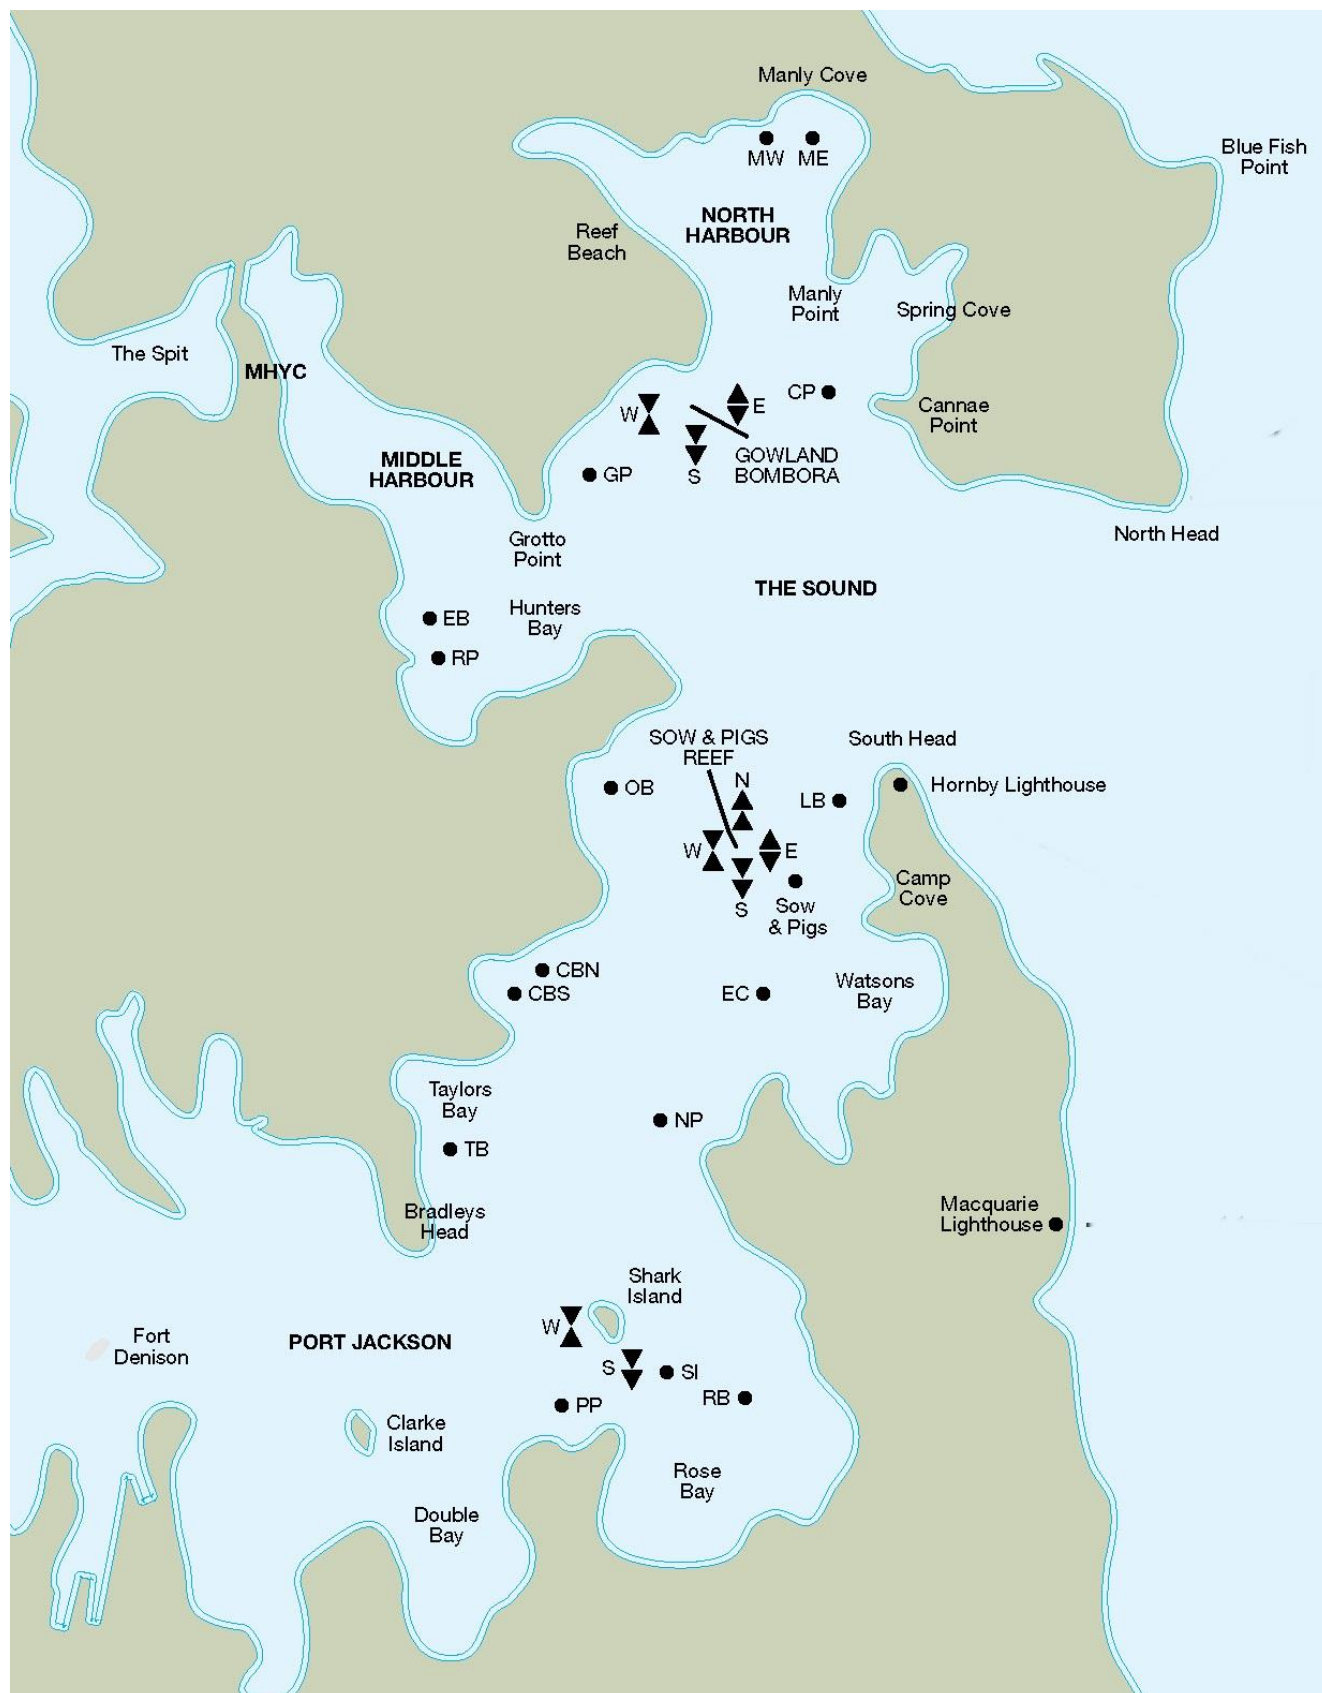 Manly Cove
MW
ME
Blue Fish
Point
NORTH
HARBOUR
Reef
Beach
Manly
Point
Spring Cove
The Spit
MHYC
W
E
CP
Cannae
Point
MIDDLE
HARBOUR
GP
S
GOWLAND
BOMBORA
Grotto
Point
North Head
THE SOUND
EB
Hunters
Bay
RP
SOW & PIGS
REEF
South Head
N
OB
LB
Hornby Lighthouse
W
E
S
Sow
& Pigs
Camp
Cove
CBN
CBS
EC
Watsons
Bay
Taylors
Bay
NP
TB
Bradleys
Head
Macquarie
Lighthouse
Shark
Island
W
Fort
Denison
PORT JACKSON
S
SI
PP
RB
Clarke
Island
Rose
Bay
Double
Bay